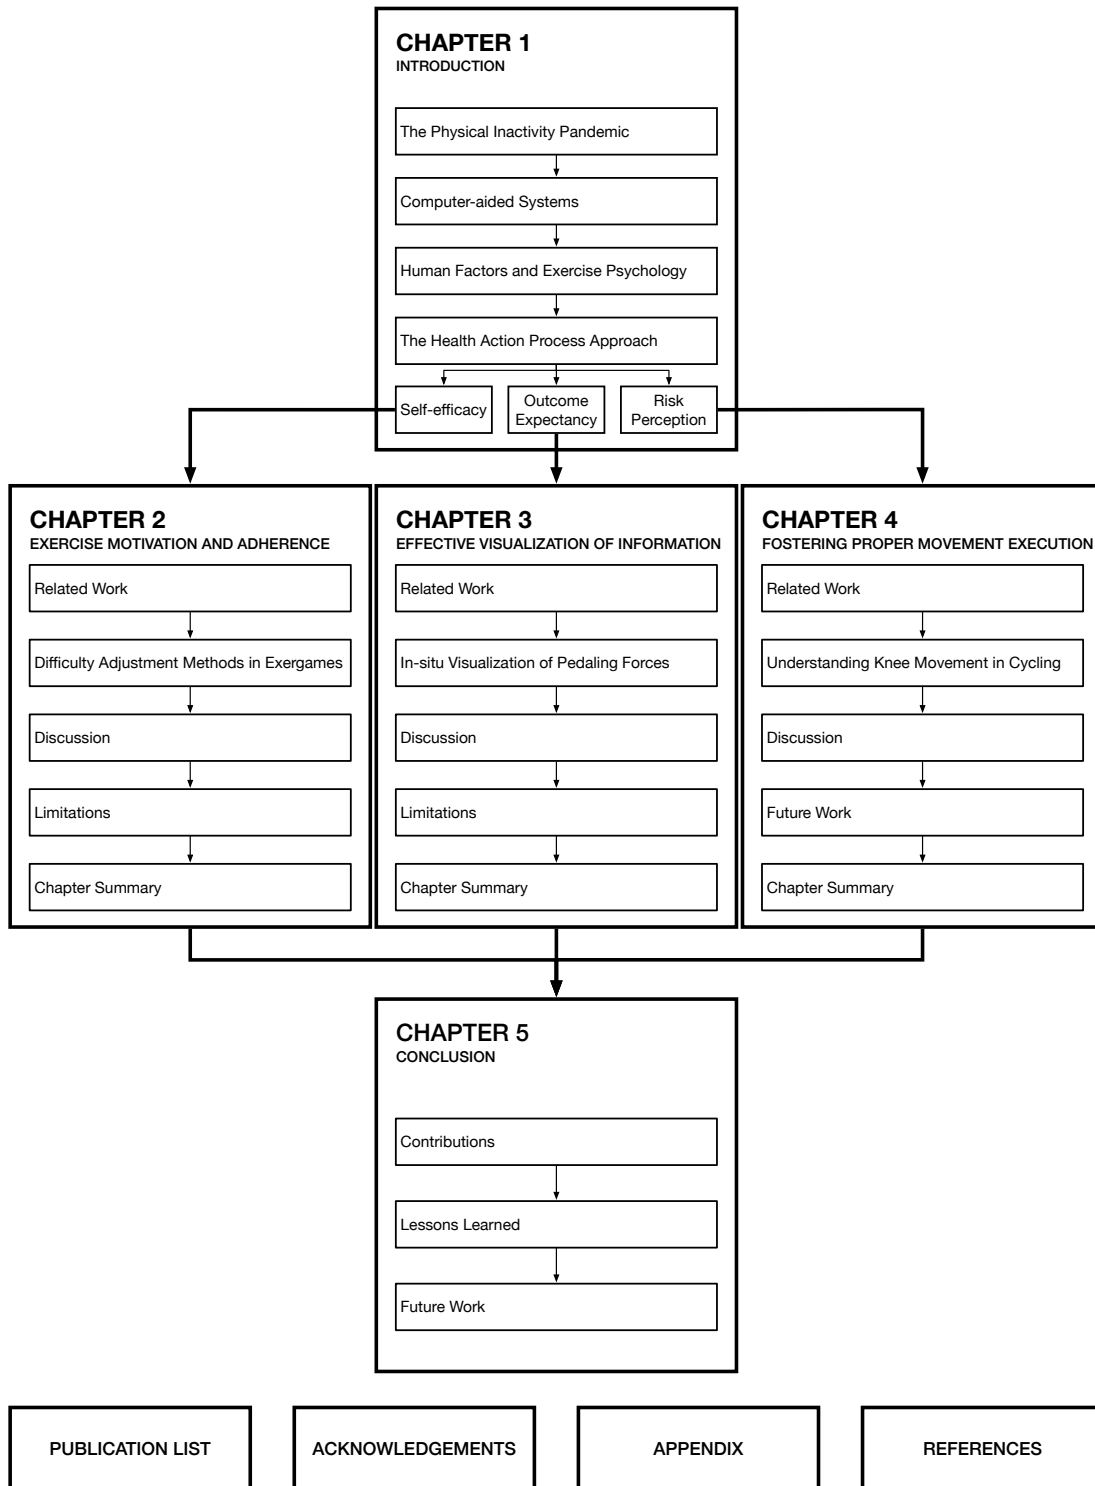 CHAPTER 1
INTRODUCTION
The Physical Inactivity Pandemic
Computer-aided Systems
Human Factors and Exercise Psychology
The Health Action Process Approach
Self-efficacy
Outcome
Expectancy
Risk
Perception
CHAPTER 2
EXERCISE MOTIVATION AND ADHERENCE
Related Work
Difficulty Adjustment Methods in Exergames
Discussion
Limitations
Chapter Summary
CHAPTER 3
EFFECTIVE VISUALIZATION OF INFORMATION
Related Work
In-situ Visualization of Pedaling Forces
Discussion
Limitations
Chapter Summary
CHAPTER 4
FOSTERING PROPER MOVEMENT EXECUTION
Related Work
Understanding Knee Movement in Cycling
Discussion
Future Work
Chapter Summary
CHAPTER 5
CONCLUSION
Contributions
Lessons Learned
Future Work
PUBLICATION LIST
ACKNOWLEDGEMENTS
APPENDIX
REFERENCES